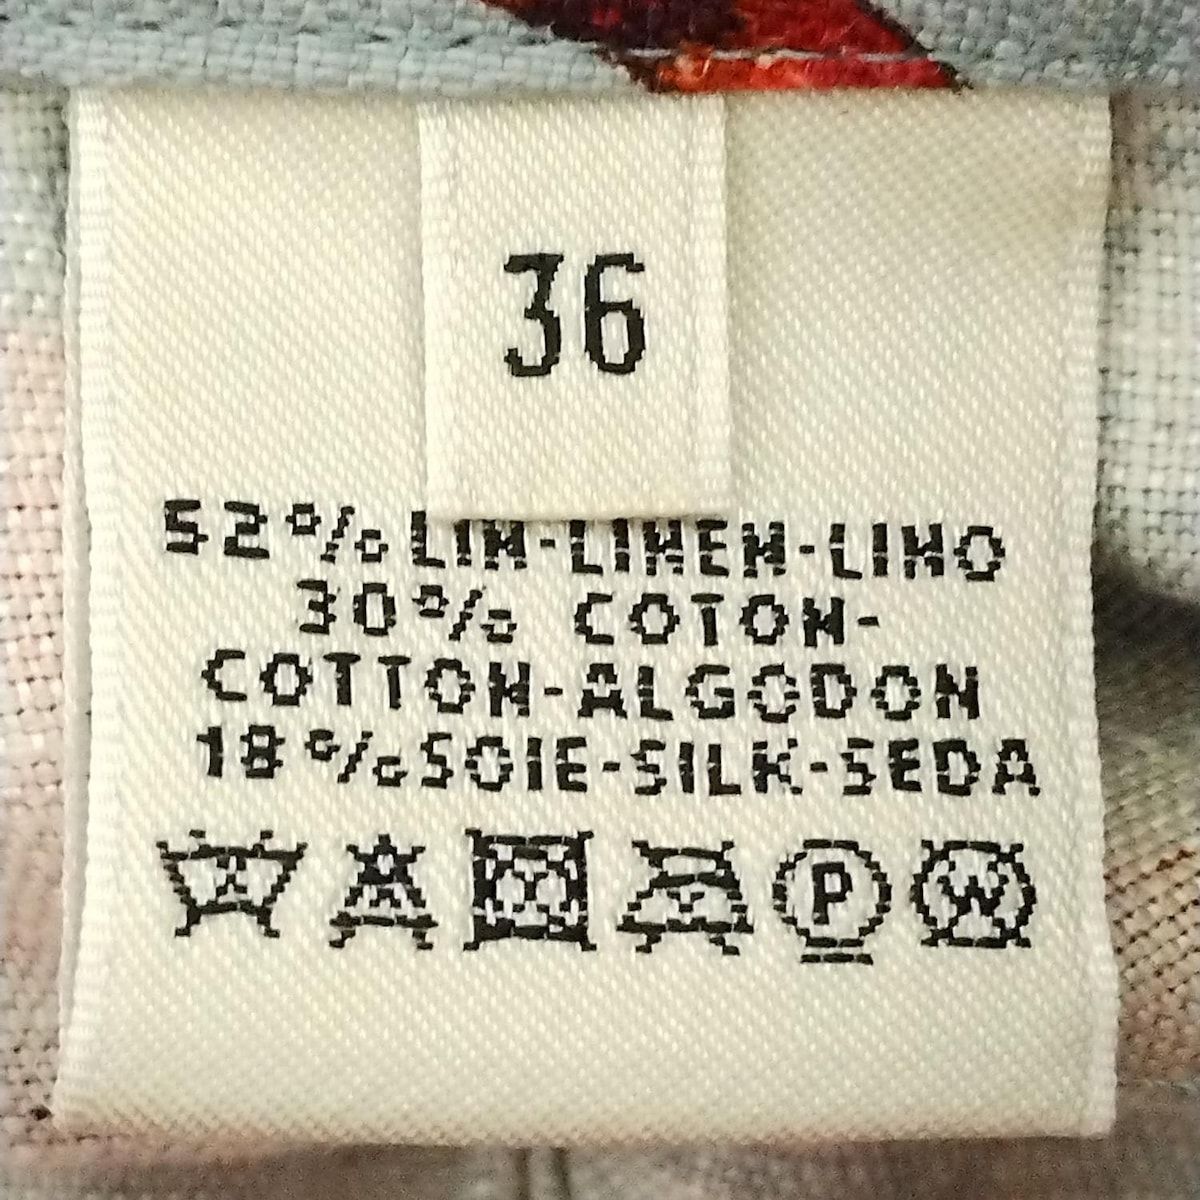 36
52% LIN-LINEN-LINO
30% COTON-
COTTON-ALGODON
18% SOIE-SILK-SEDA
P W